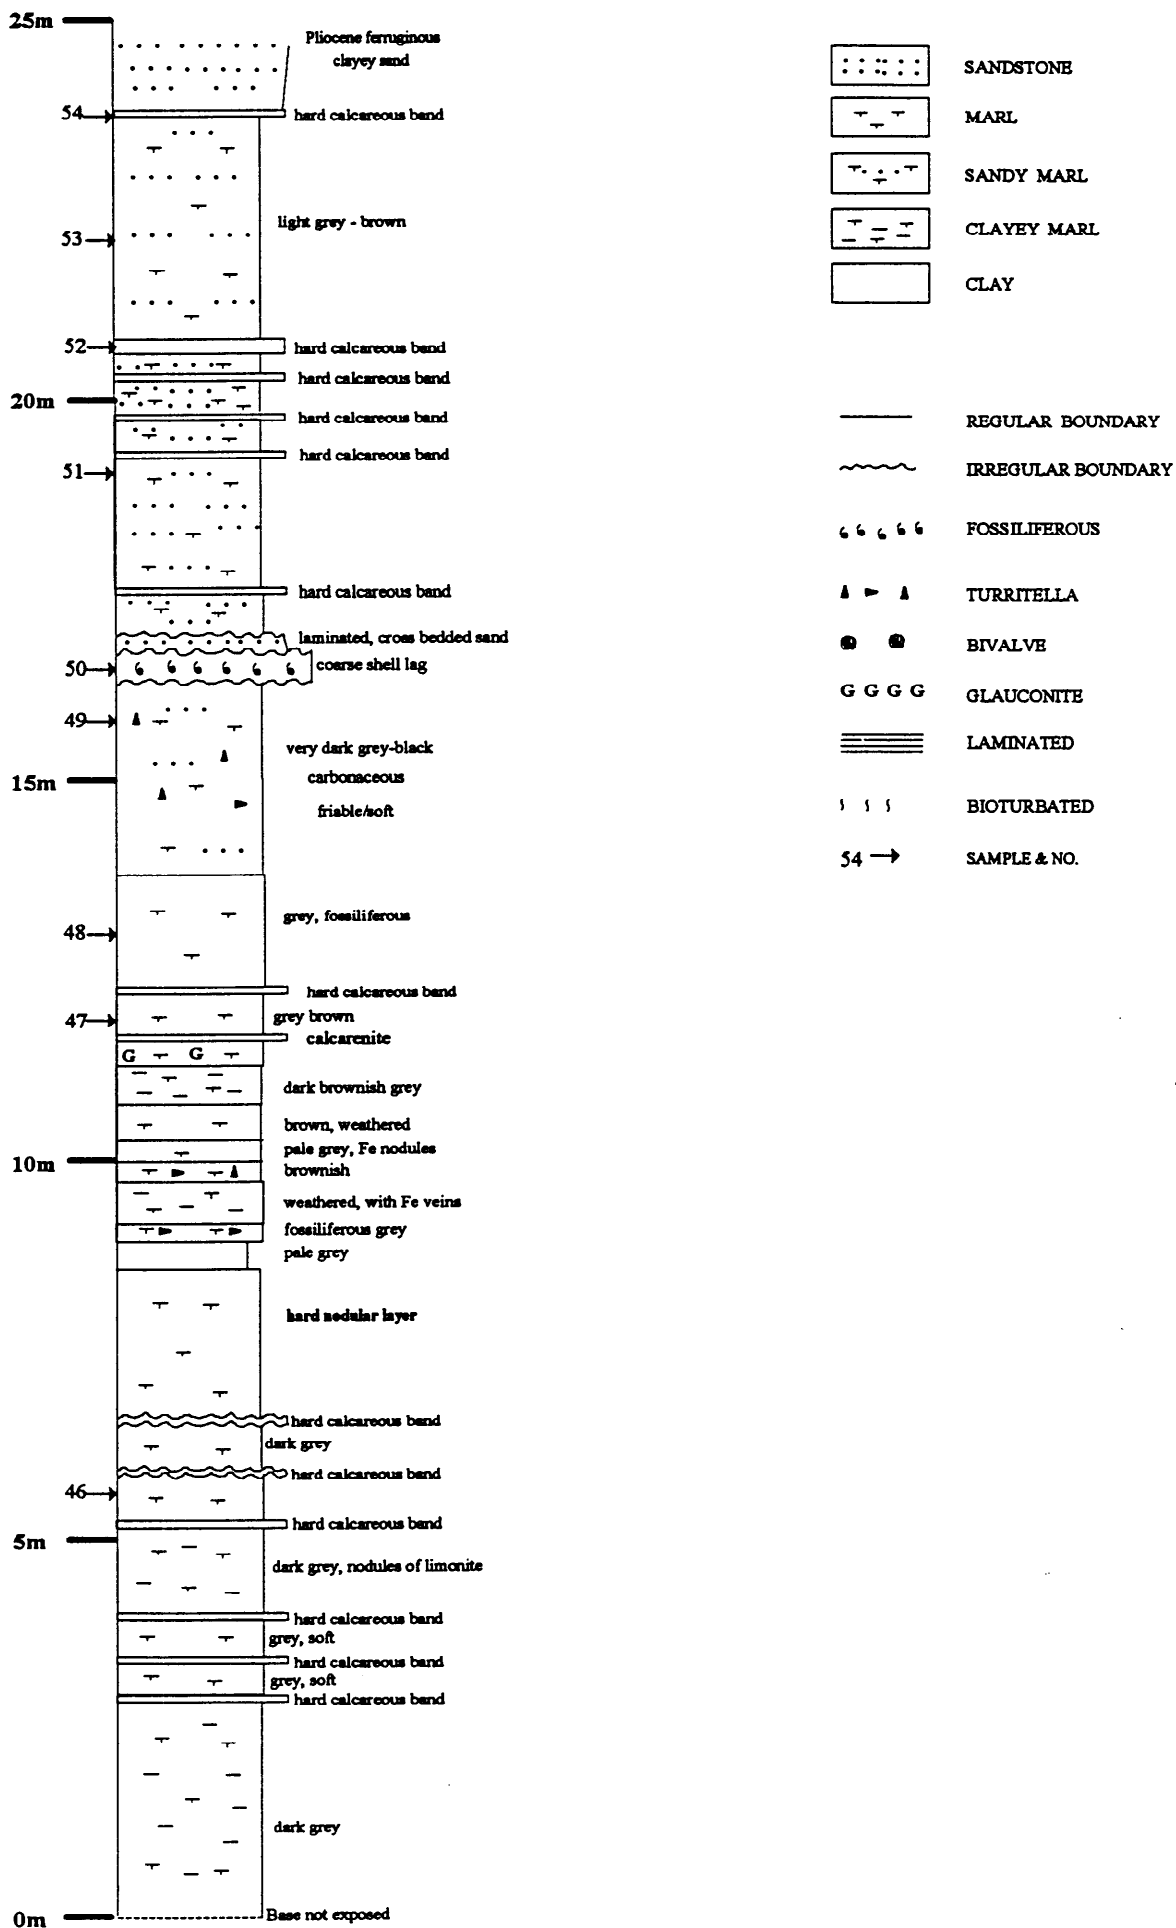 25m
Pliocene ferruginous
clayey sand
54
hard calcareous band
light grey - brown
53
52
hard calcareous band
hard calcareous band
20m
hard calcareous band
hard calcareous band
51
hard calcareous band
laminated, cross bedded sand
coarse shell lag
50
49
very dark grey-black
carbonaceous
friable/soft
15m
grey, fossiliferous
48
hard calcareous band
47
grey brown
calcarenite
G G
dark brownish grey
brown, weathered
pale grey, Fe nodules
10m
brownish
weathered, with Fe veins
fossiliferous grey
pale grey
hard nodular layer
hard calcareous band
dark grey
hard calcareous band
46
hard calcareous band
5m
dark grey, nodules of limonite
hard calcareous band
grey, soft
hard calcareous band
grey, soft
hard calcareous band
dark grey
0m
Base not exposed
SANDSTONE
MARL
SANDY MARL
CLAYEY MARL
CLAY
REGULAR BOUNDARY
IRREGULAR BOUNDARY
FOSSILIFEROUS
TURRITELLA
BIVALVE
G G G G GLAUCONITE
LAMINATED
BIOTURBATED
54 SAMPLE & NO.